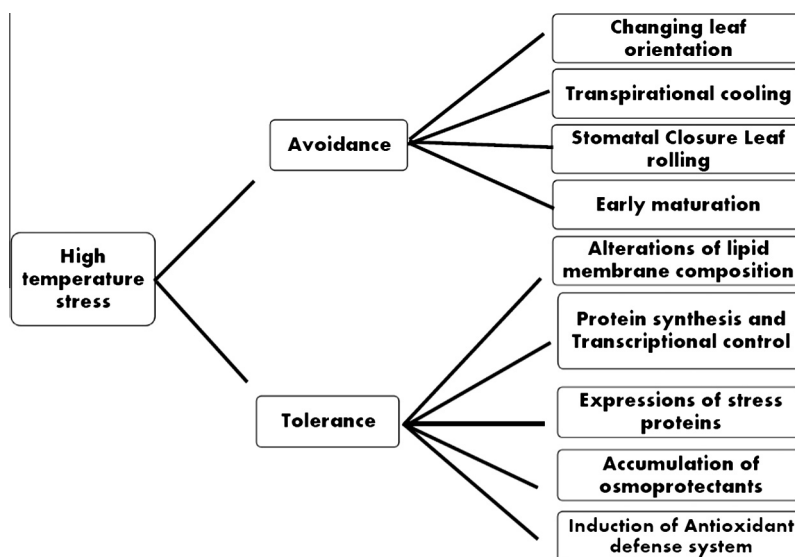 High
temperature
stress
Avoidance
Changing leaf
orientation
Transpirational cooling
Stomatal Closure Leaf
rolling
Early maturation
Tolerance
Alterations of lipid
membrane composition
Protein synthesis and
Transcriptional control
Expressions of stress
proteins
Accumulation of
osmoprotectants
Induction of Antioxidant
defense system